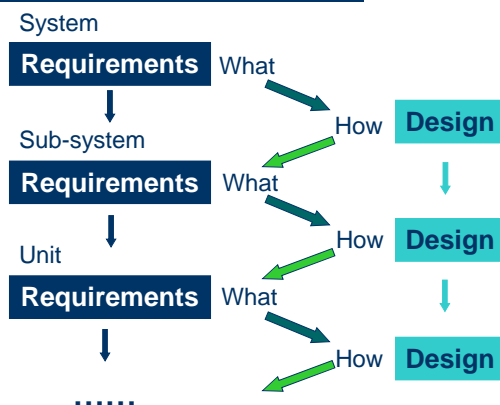 System
Requirements What
How Design
Sub-system
Requirements What
How Design
Unit
Requirements What
How Design
......